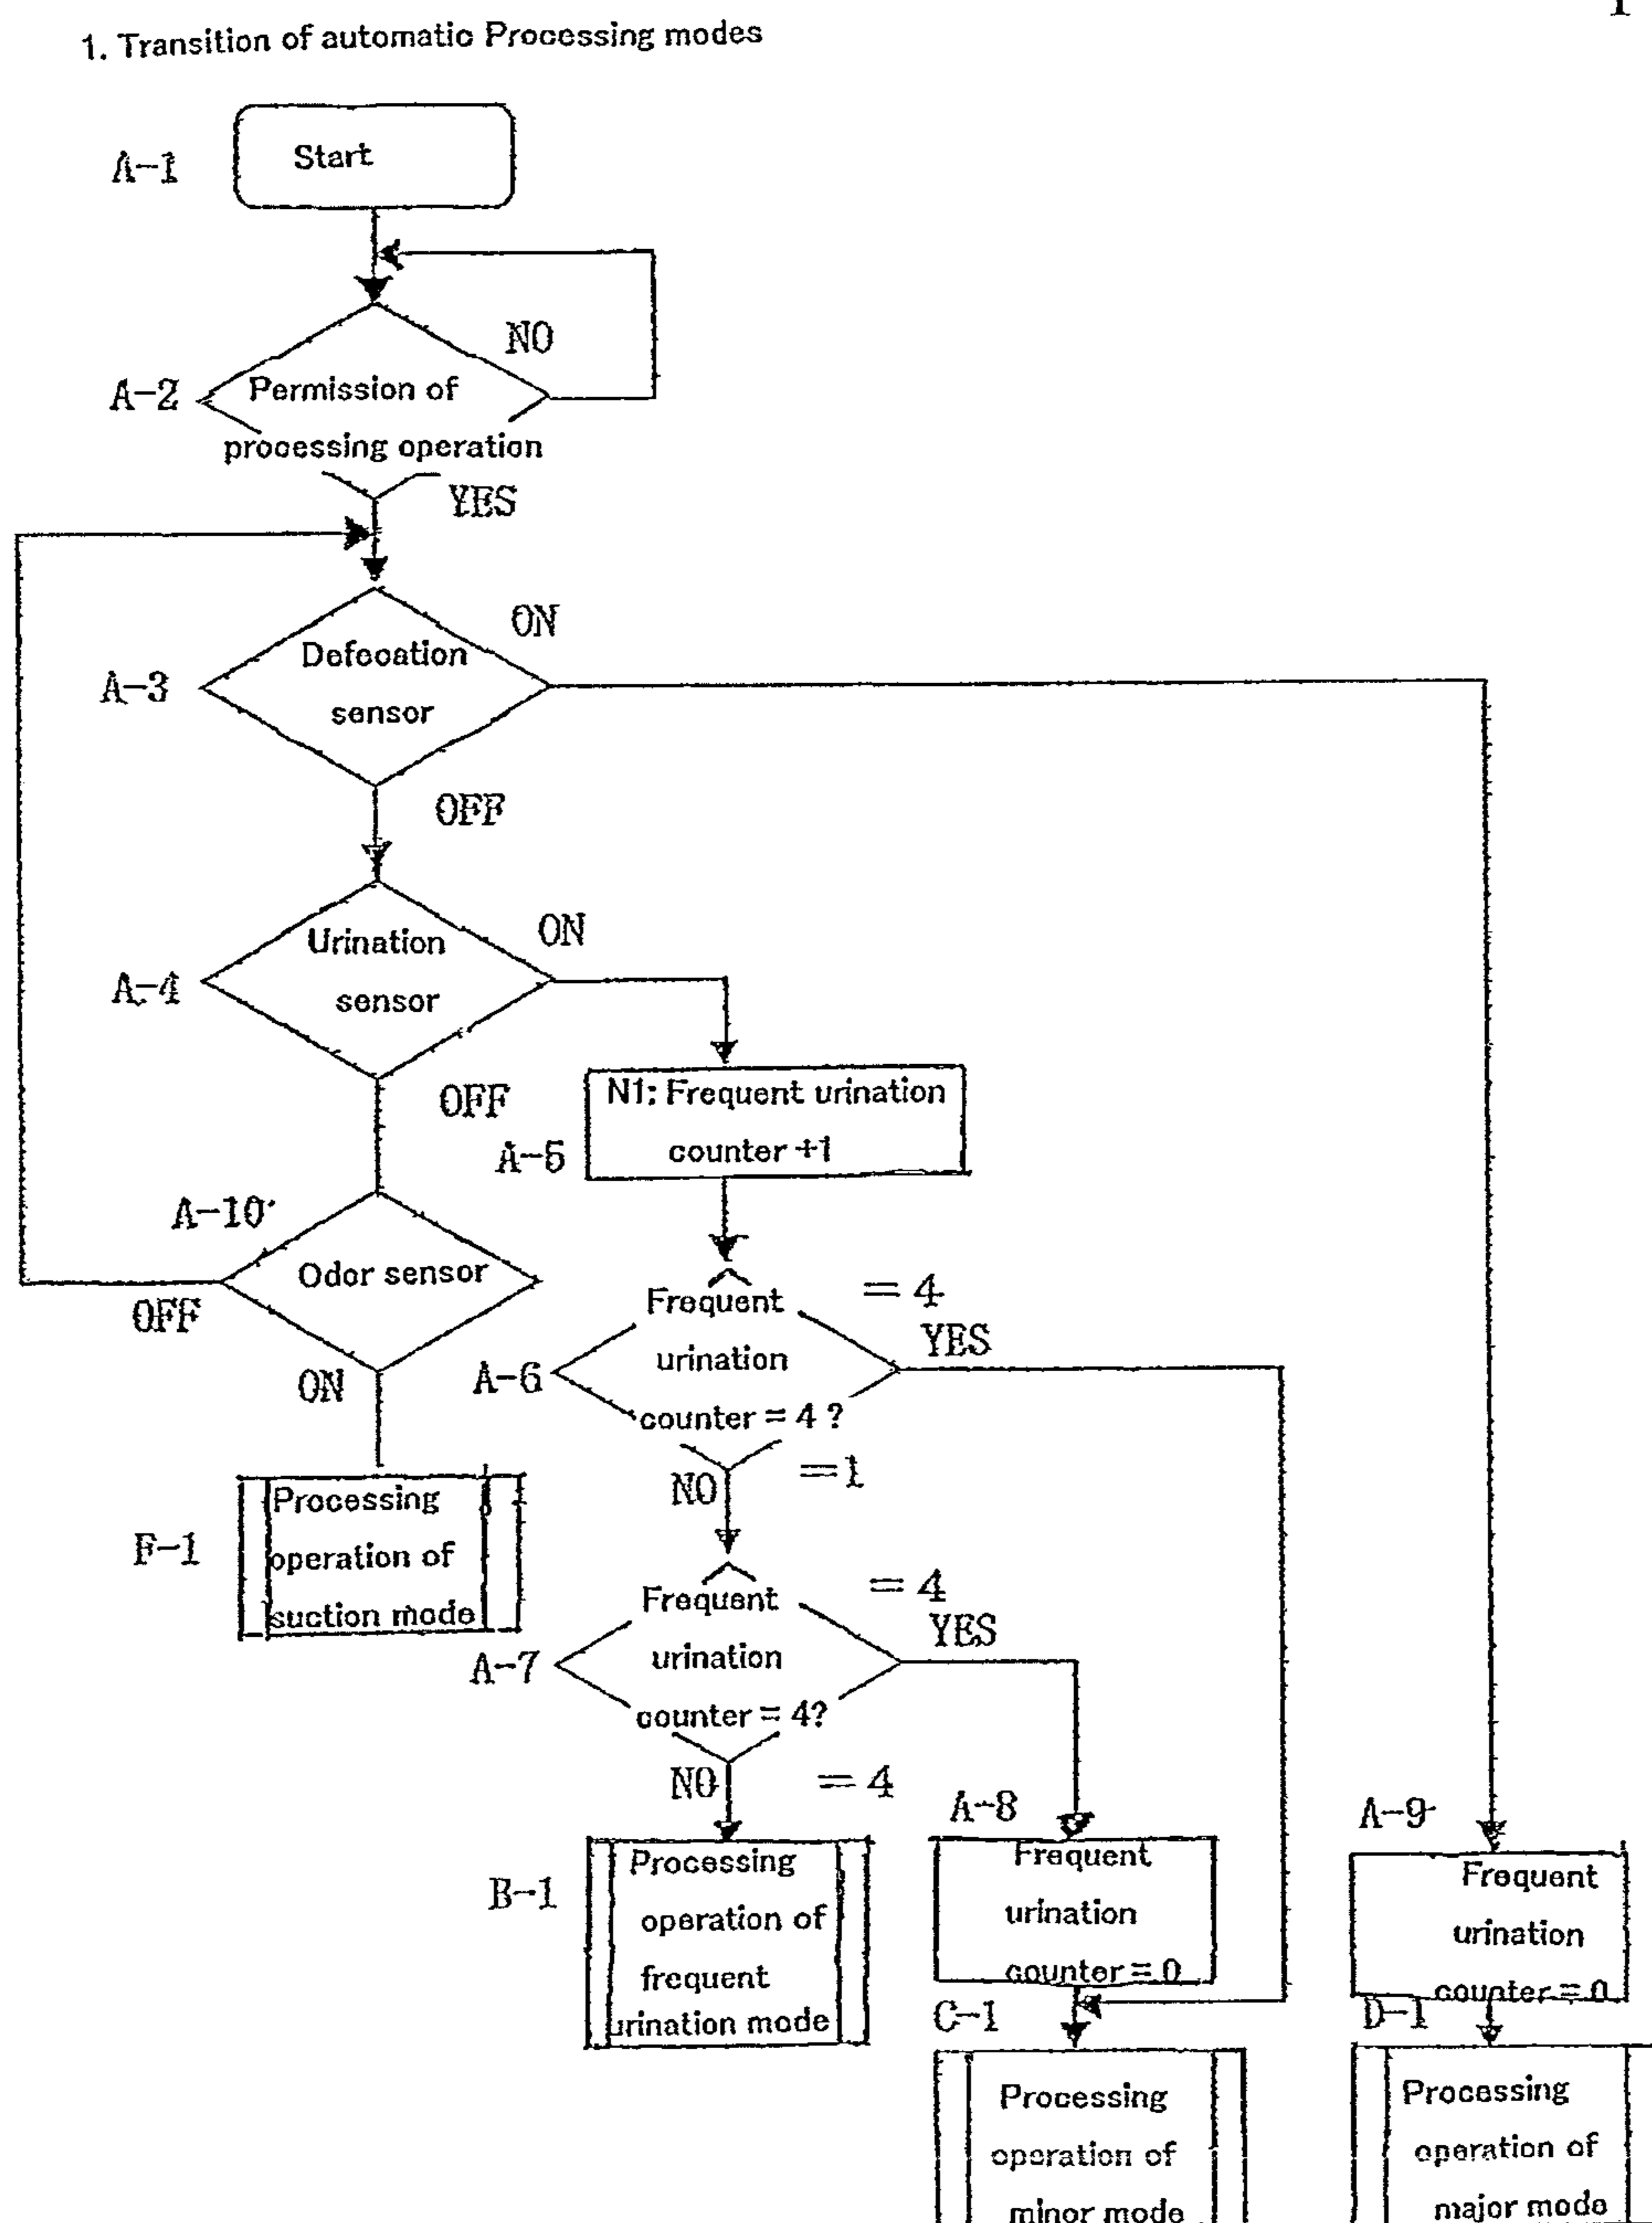 1. Transition of automatic Processing modes
A-1
Start
NO
A-2
Permission of
processing operation
YES
ON
A-3
Defecation
sensor
OFF
ON
A-4
Urination
sensor
OFF
N1: Frequent urination
counter +1
A-5
A-10
Odor sensor
OFF
ON
= 4
YES
A-6
Frequent
urination
counter = 4 ?
NO
=1
F-1
Processing
operation of
suction mode
= 4
YES
A-7
Frequent
urination
counter = 4?
NO
= 4
B-1
Processing
operation of
frequent
urination mode
A-8
Frequent
urination
counter = 0
A-9
Frequent
urination
counter = 0
C-1
Processing
operation of
minor mode
D-1
Processing
operation of
major mode